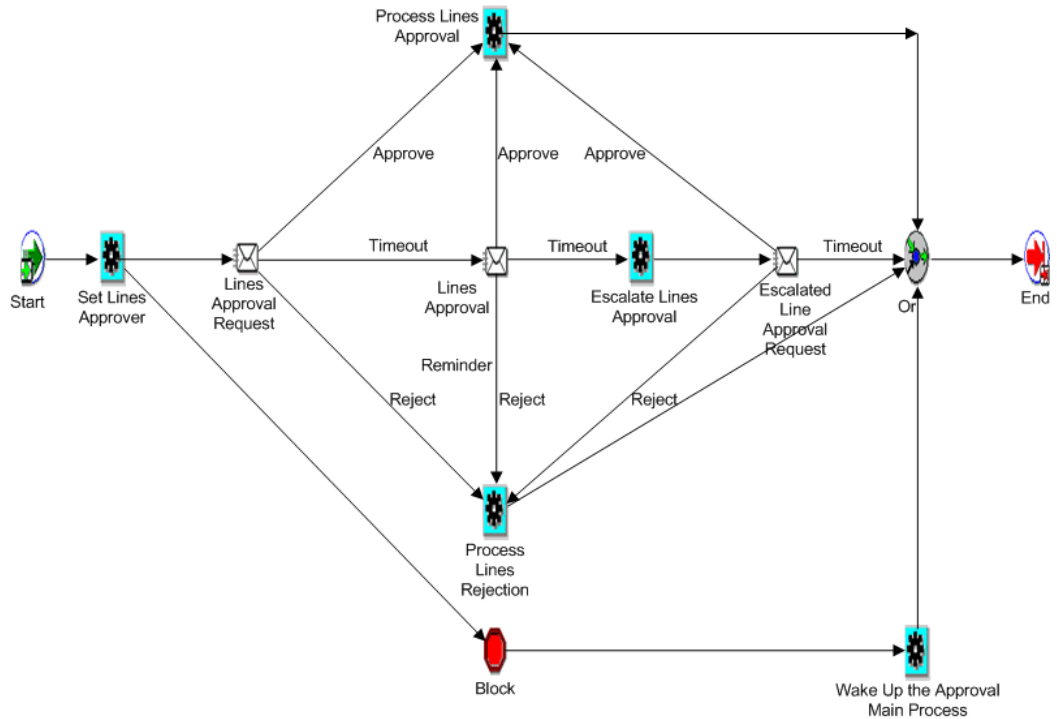 Process Lines
Approval
Approve
Approve
Approve
Timeout
Timeout
Timeout
Start
Set Lines
Approver
Lines
Approval
Request
Lines
Approval
Escalate Lines
Approval
Escalated
Line
Approval
Request
Or
End
Reminder
Reject
Reject
Reject
Process
Lines
Rejection
Block
Wake Up the Approval
Main Process